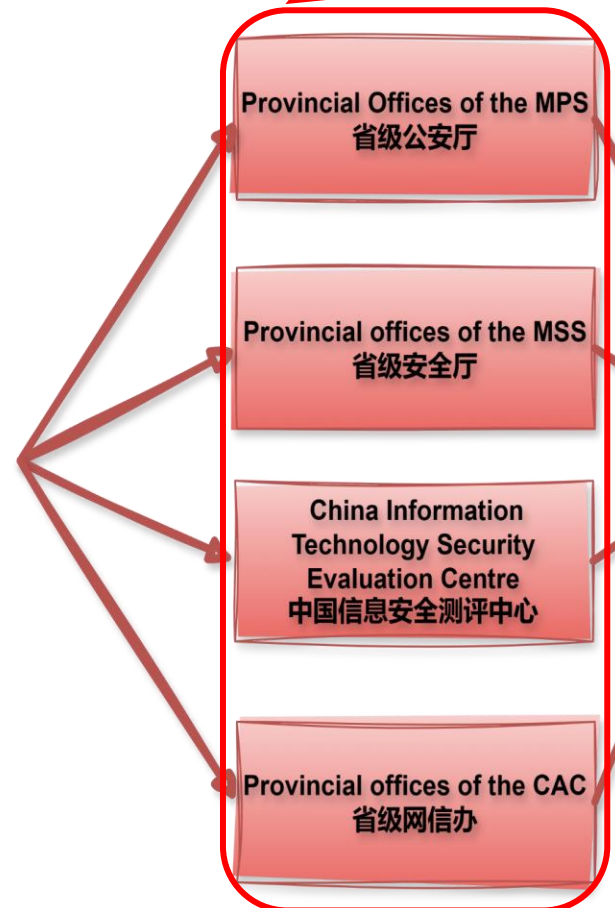 Provincial Offices of the MPS
省级公安厅
Provincial offices of the MSS
省级安全厅
China Information
Technology Security
Evaluation Centre
中国信息安全测评中心
Provincial offices of the CAC
省级网信办